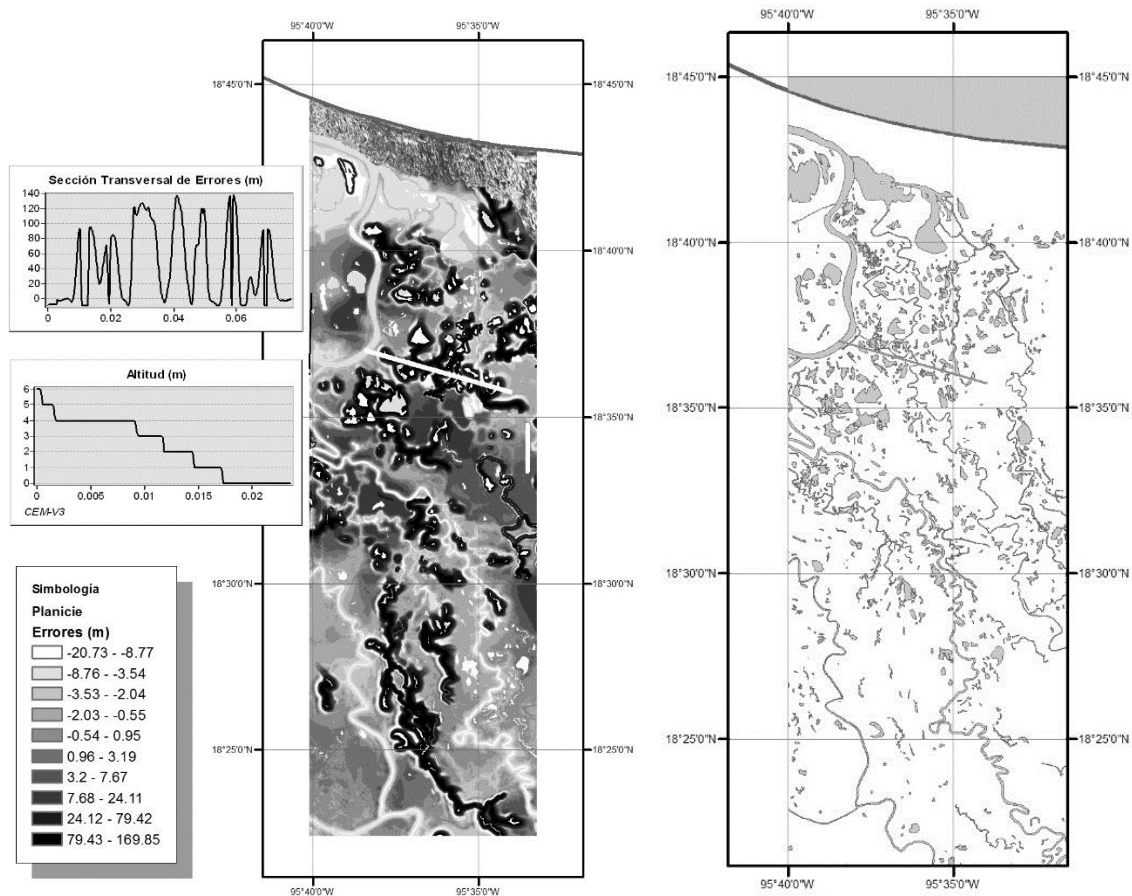 95°40'0"W 95°35'0"W
95°40'0"W 95°35'0"W
18°45'0"N
18°45'0"N
18°45'0"N
18°40'0"N
18°40'0"N
18°40'0"N
18°35'0"N
18°35'0"N
18°35'0"N
18°30'0"N
18°30'0"N
18°30'0"N
18°25'0"N
18°25'0"N
18°25'0"N
95°40'0"W 95°35'0"W
95°40'0"W 95°35'0"W
Sección Transversal de Errores (m)
140
120
100
80
60
40
20
0
0 0.02 0.04 0.06
Altitud (m)
6
5
4
3
2
1
0
0 0.005 0.01 0.015 0.02
CEM-V3
Simbología
Planicie
Errores (m)
-20.73 - -8.77
-8.76 - -3.54
-3.53 - -2.04
-2.03 - -0.55
-0.54 - 0.95
0.96 - 3.19
3.2 - 7.67
7.68 - 24.11
24.12 - 79.42
79.43 - 169.85